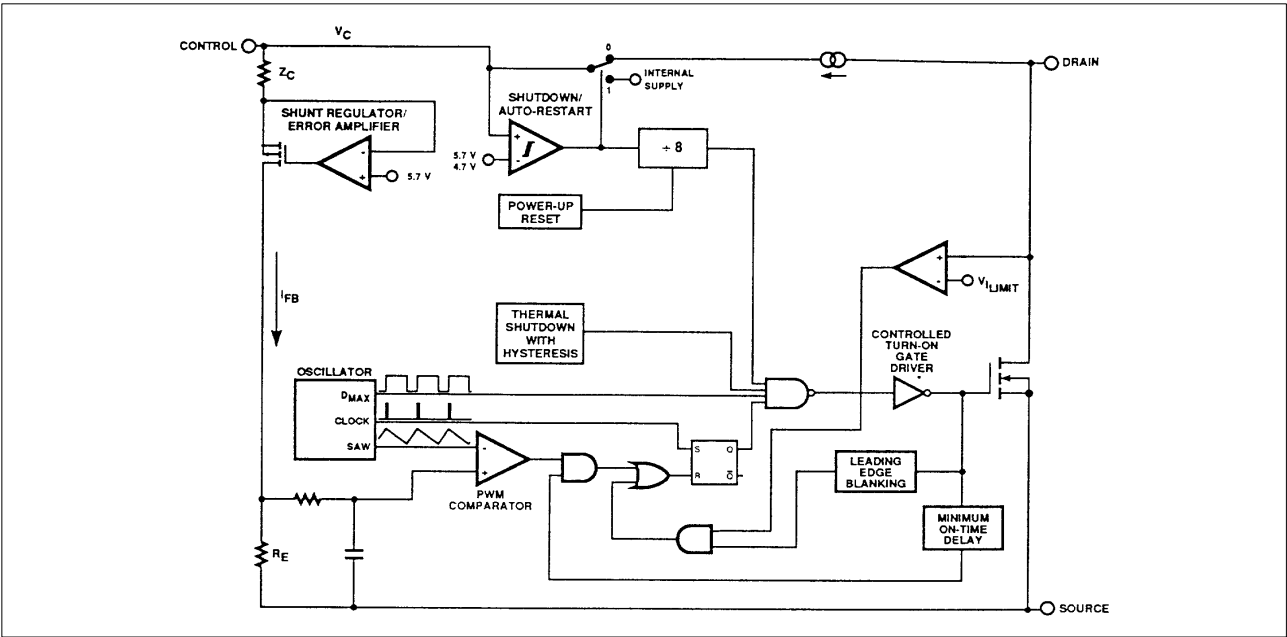 V_C
CONTROL
Z_C
0
DRAIN
1
INTERNAL
SUPPLY
SHUTDOWN/
AUTO-RESTART
SHUNT REGULATOR/
ERROR AMPLIFIER
+
-
5.7 V
4.7 V
÷ 8
-
+
5.7 V
POWER-UP
RESET
+
-
V_I LIMIT
I_FB
THERMAL
SHUTDOWN
WITH
HYSTERESIS
CONTROLLED
TURN-ON
GATE
DRIVER
OSCILLATOR
D_MAX
CLOCK
SAW
-
+
PWM
COMPARATOR
S Q
R Q̅
LEADING
EDGE
BLANKING
MINIMUM
ON-TIME
DELAY
R_E
SOURCE